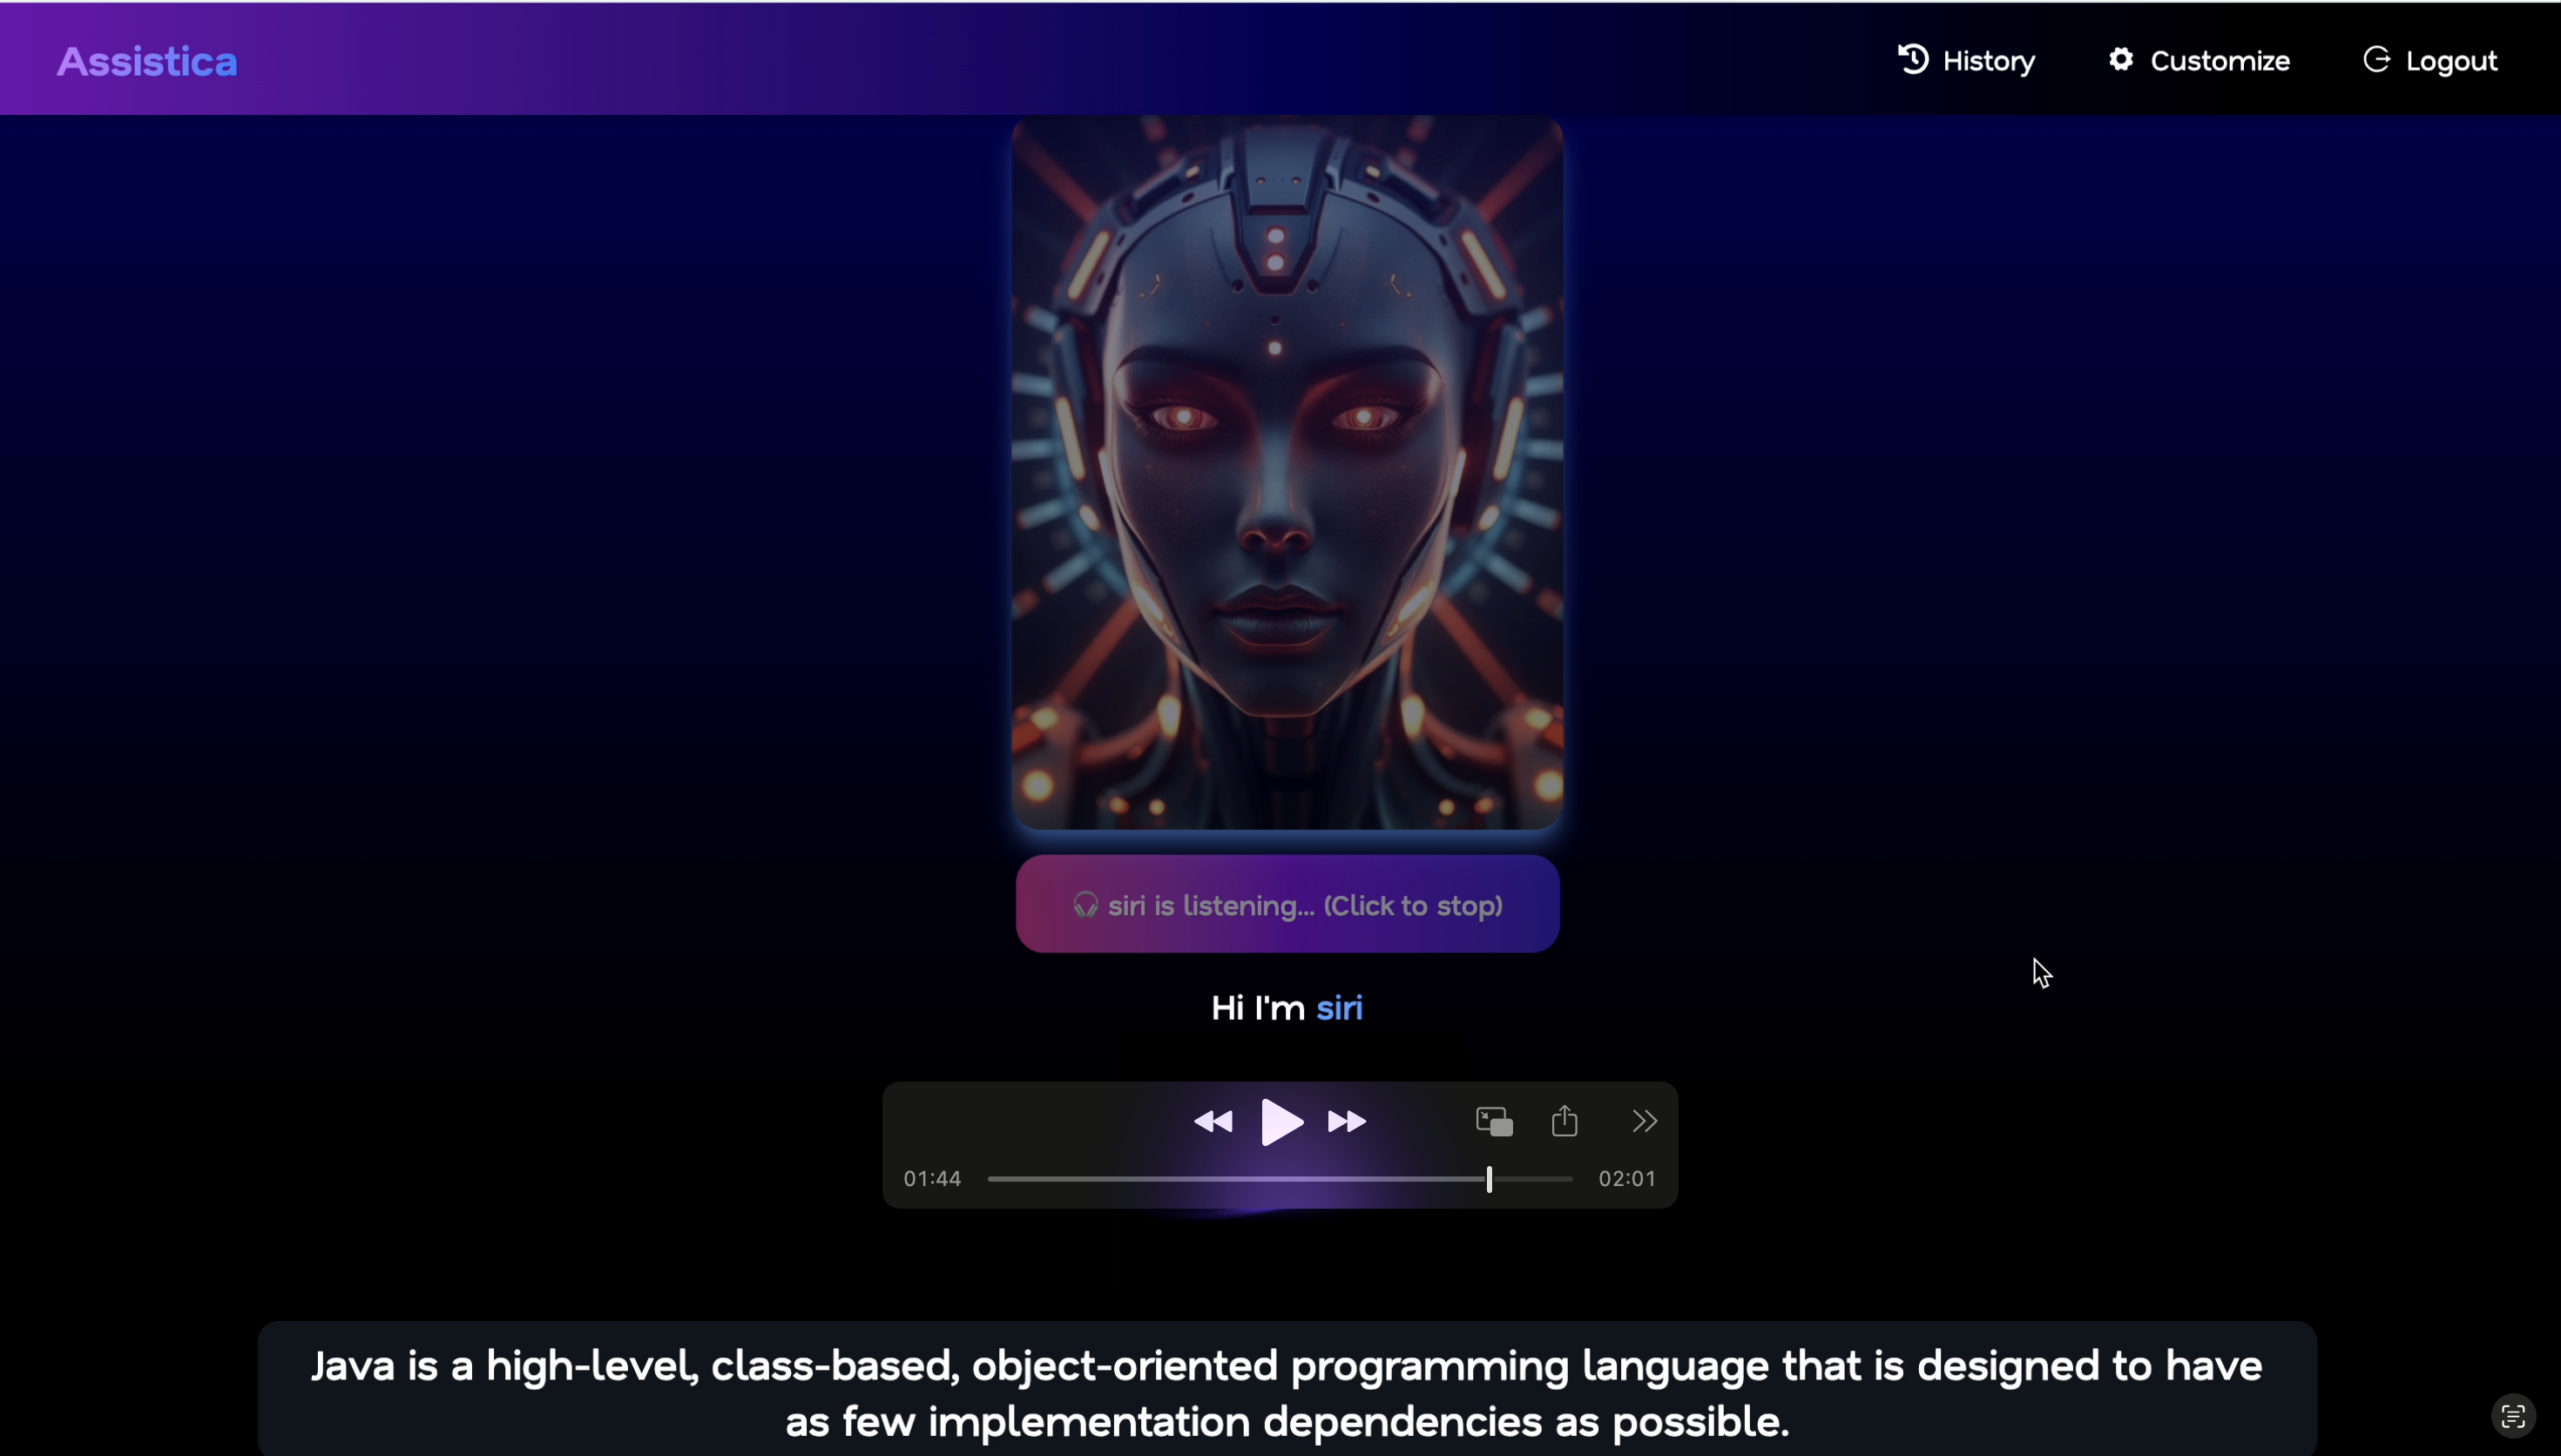 Assistica
History
Customize
Logout
siri is listening... (Click to stop)
Hi I'm siri
01:44
02:01
Java is a high-level, class-based, object-oriented programming language that is designed to have
as few implementation dependencies as possible.